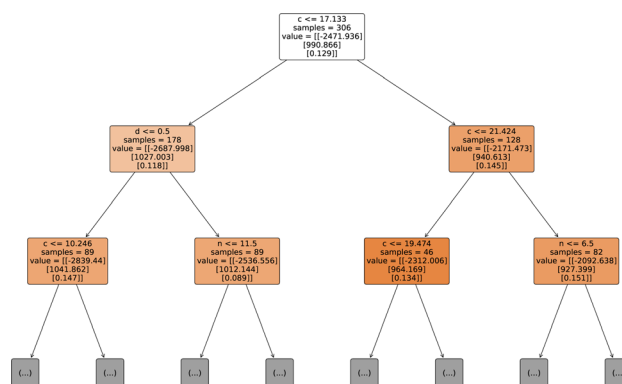 c <= 17.133
samples = 306
value = [[-2471.936]
[990.866]
[0.129]]
d <= 0.5
samples = 178
value = [[-2687.998]
[1027.003]
[0.118]]
c <= 21.424
samples = 128
value = [[-2171.473]
[940.613]
[0.145]]
c <= 10.246
samples = 89
value = [[-2839.44]
[1041.862]
[0.147]]
n <= 11.5
samples = 89
value = [[-2536.556]
[1012.144]
[0.089]]
c <= 19.474
samples = 46
value = [[-2312.006]
[964.169]
[0.134]]
n <= 6.5
samples = 82
value = [[-2092.638]
[927.399]
[0.151]]
(...)
(...)
(...)
(...)
(...)
(...)
(...)
(...)